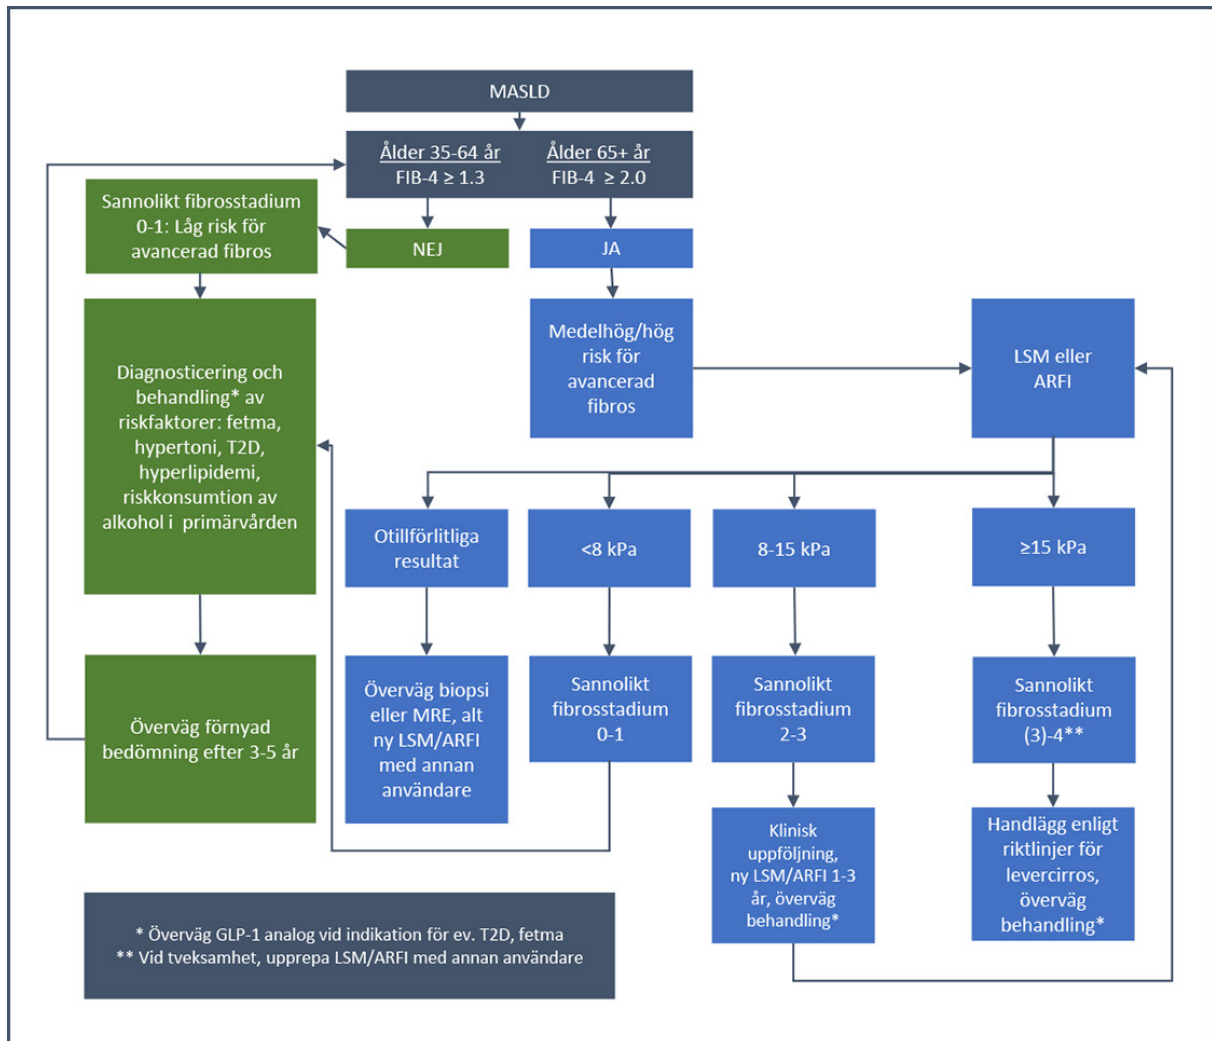 MASLD
Ålder 35-64 år
FIB-4 ≥ 1.3
Ålder 65+ år
FIB-4 ≥ 2.0
Sannolikt fibrosstadium
0-1: Låg risk för
avancerad fibros
NEJ
JA
Diagnosticering och
behandling* av
riskfaktorer: fetma,
hypertoni, T2D,
hyperlipidemi,
riskkonsumtion av
alkohol i primärvården
Medelhög/hög
risk för
avancerad
fibros
LSM eller
ARFI
Otillförlitliga
resultat
<8 kPa
8-15 kPa
≥15 kPa
Överväg förnyad
bedömning efter 3-5 år
Överväg biopsi
eller MRE, alt
ny LSM/ARFI
med annan
användare
Sannolikt
fibrosstadium
0-1
Sannolikt
fibrosstadium
2-3
Sannolikt
fibrosstadium
(3)-4**
Klinisk
uppföljning,
ny LSM/ARFI 1-3
år, överväg
behandling*
Handlägg enligt
riktlinjer för
levercirros,
överväg
behandling*
* Överväg GLP-1 analog vid indikation för ev. T2D, fetma
** Vid tveksamhet, upprepa LSM/ARFI med annan användare